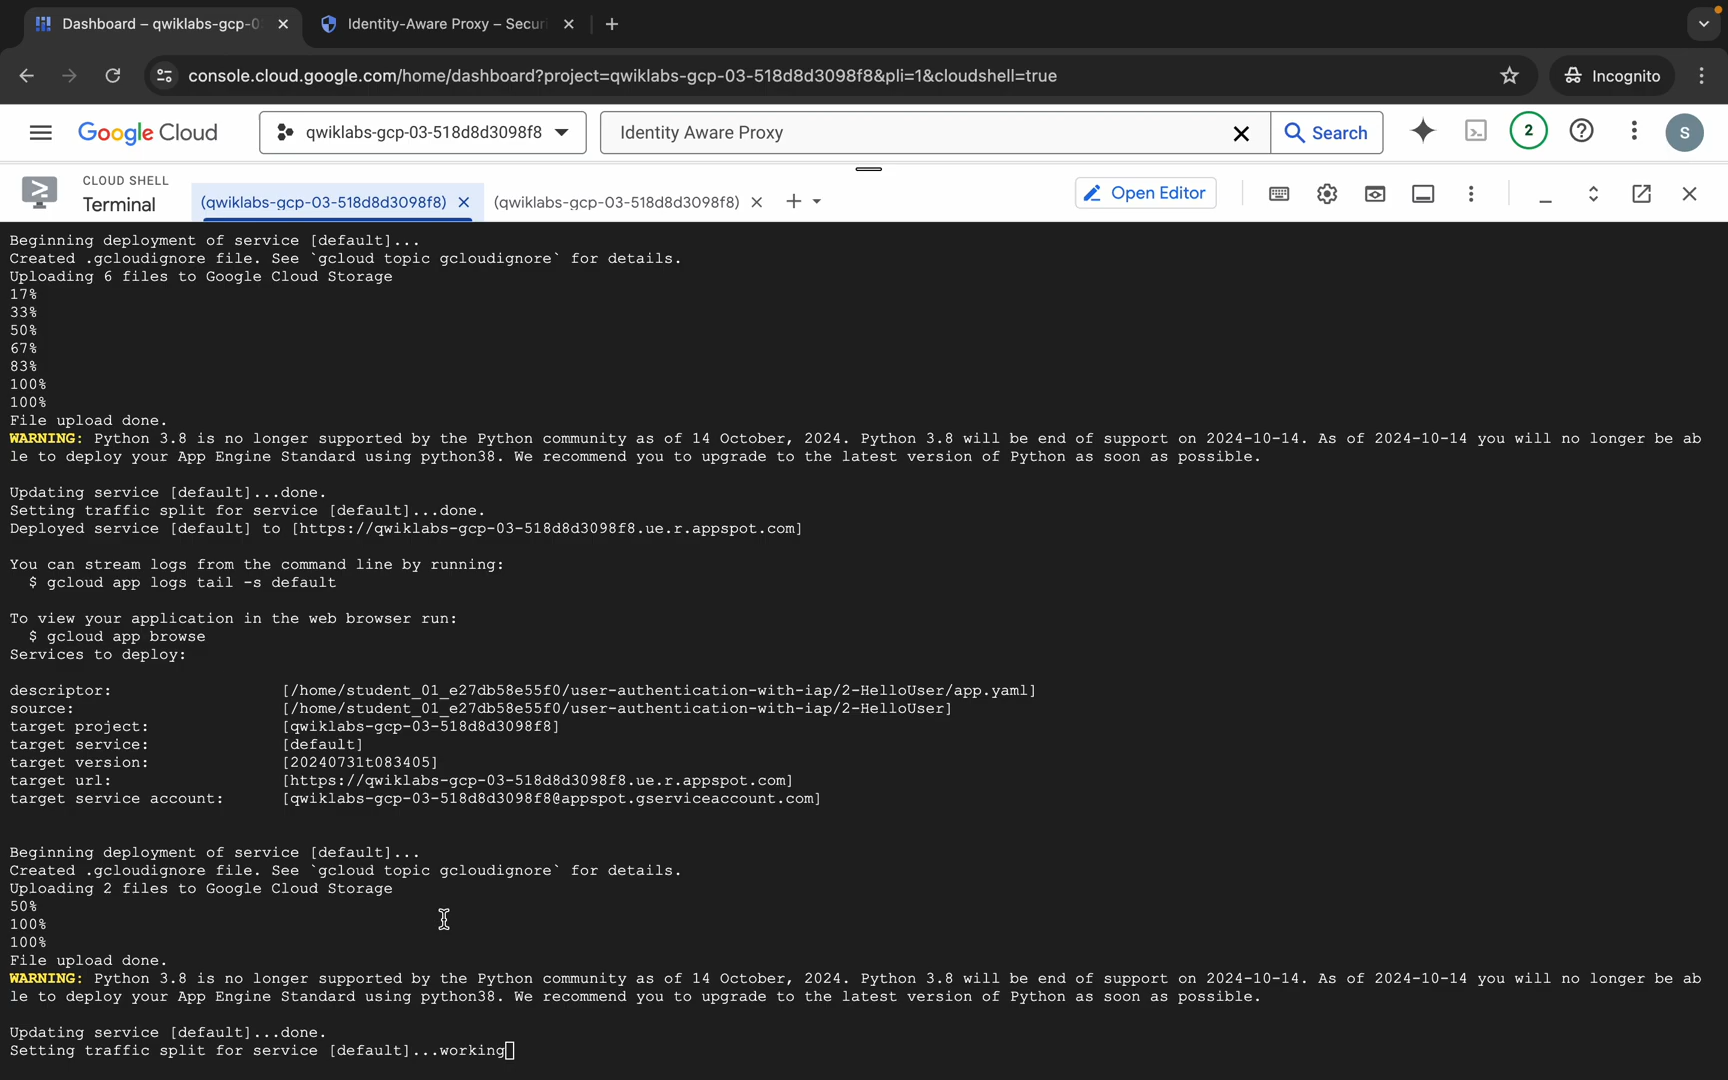 Dashboard – qwiklabs-gcp-0
Identity-Aware Proxy – Secur
console.cloud.google.com/home/dashboard?project=qwiklabs-gcp-03-518d8d3098f8&pli=1&cloudshell=true
Incognito
Google Cloud
qwiklabs-gcp-03-518d8d3098f8
Identity Aware Proxy
Search
2
S
CLOUD SHELL
Terminal
(qwiklabs-gcp-03-518d8d3098f8)
(qwiklabs-gcp-03-518d8d3098f8)
Open Editor
Beginning deployment of service [default]...
Created .gcloudignore file. See `gcloud topic gcloudignore` for details.
Uploading 6 files to Google Cloud Storage
17%
33%
50%
67%
83%
100%
100%
File upload done.
WARNING: Python 3.8 is no longer supported by the Python community as of 14 October, 2024. Python 3.8 will be end of support on 2024-10-14. As of 2024-10-14 you will no longer be ab
le to deploy your App Engine Standard using python38. We recommend you to upgrade to the latest version of Python as soon as possible.
Updating service [default]...done.
Setting traffic split for service [default]...done.
Deployed service [default] to [https://qwiklabs-gcp-03-518d8d3098f8.ue.r.appspot.com]
You can stream logs from the command line by running:
$ gcloud app logs tail -s default
To view your application in the web browser run:
$ gcloud app browse
Services to deploy:
descriptor: [/home/student_01_e27db58e55f0/user-authentication-with-iap/2-HelloUser/app.yaml]
source: [/home/student_01_e27db58e55f0/user-authentication-with-iap/2-HelloUser]
target project: [qwiklabs-gcp-03-518d8d3098f8]
target service: [default]
target version: [20240731t083405]
target url: [https://qwiklabs-gcp-03-518d8d3098f8.ue.r.appspot.com]
target service account: [qwiklabs-gcp-03-518d8d3098f8@appspot.gserviceaccount.com]
Beginning deployment of service [default]...
Created .gcloudignore file. See `gcloud topic gcloudignore` for details.
Uploading 2 files to Google Cloud Storage
50%
100%
100%
File upload done.
WARNING: Python 3.8 is no longer supported by the Python community as of 14 October, 2024. Python 3.8 will be end of support on 2024-10-14. As of 2024-10-14 you will no longer be ab
le to deploy your App Engine Standard using python38. We recommend you to upgrade to the latest version of Python as soon as possible.
Updating service [default]...done.
Setting traffic split for service [default]...working